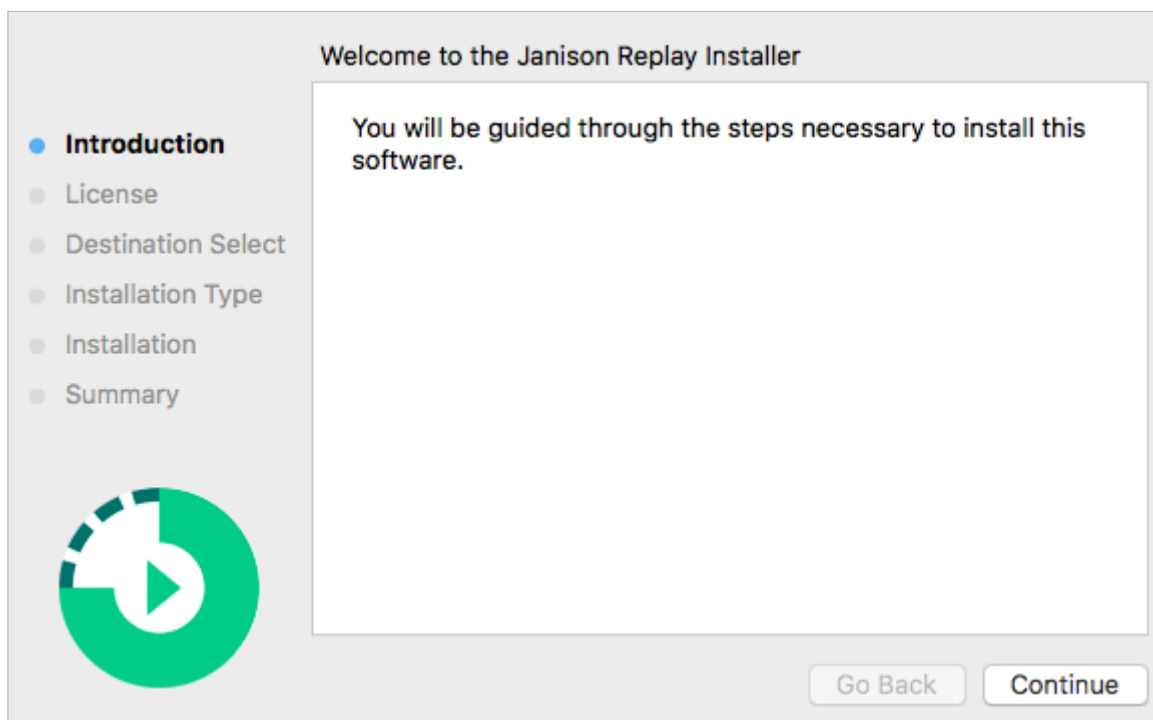 Welcome to the Janison Replay Installer
You will be guided through the steps necessary to install this
software.
Introduction
License
Destination Select
Installation Type
Installation
Summary
Go Back
Continue